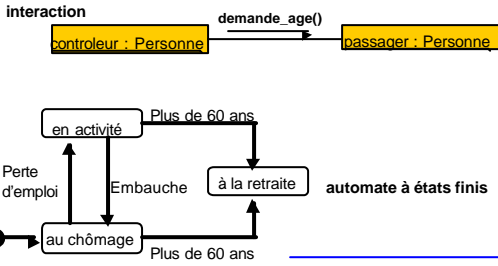 interaction
demande_age()
controleur : Personne
passager : Personne
Plus de 60 ans
en activité
Perte
d'emploi
Embauche
à la retraite
automate à états finis
au chômage
Plus de 60 ans